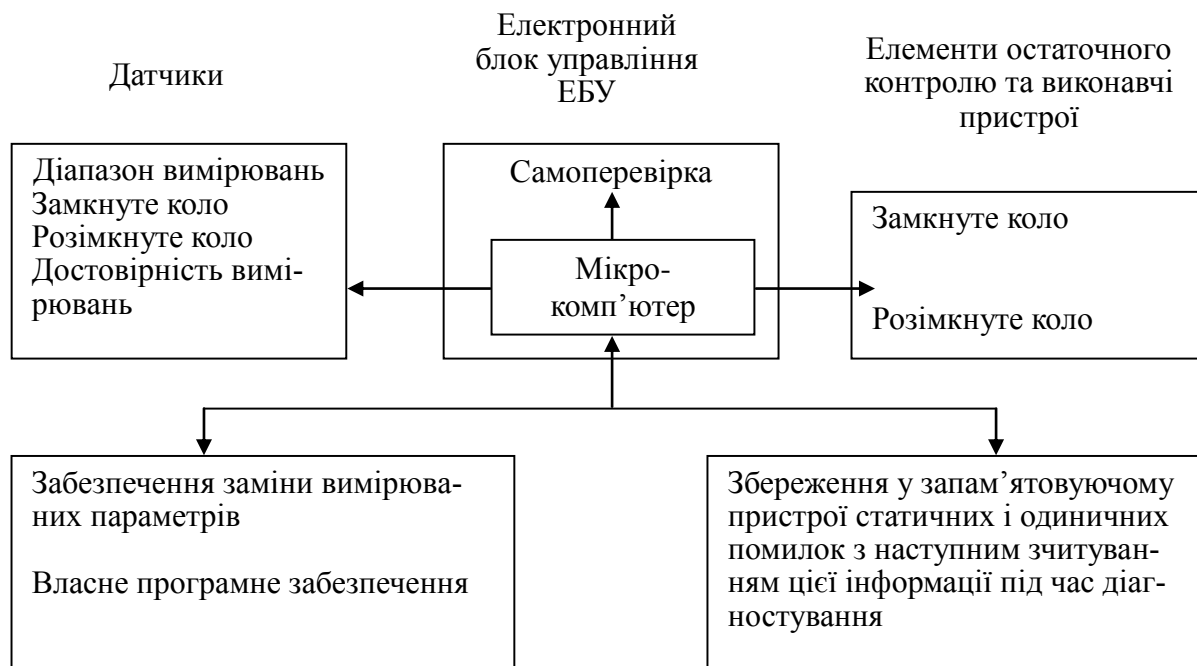 Датчики
Електронний
блок управління
ЕБУ
Елементи остаточного
контролю та виконавчі
пристрої
Діапазон вимірювань
Замкнуте коло
Розімкнуте коло
Достовірність вимі-
рювань
Самоперевірка
Мікро-
комп’ютер
Замкнуте коло
Розімкнуте коло
Забезпечення заміни вимірюва-
них параметрів
Власне програмне забезпечення
Збереження у запам’ятовуючому
пристрої статичних і одиничних
помилок з наступним зчитуван-
ням цієї інформації під час діаг-
ностування